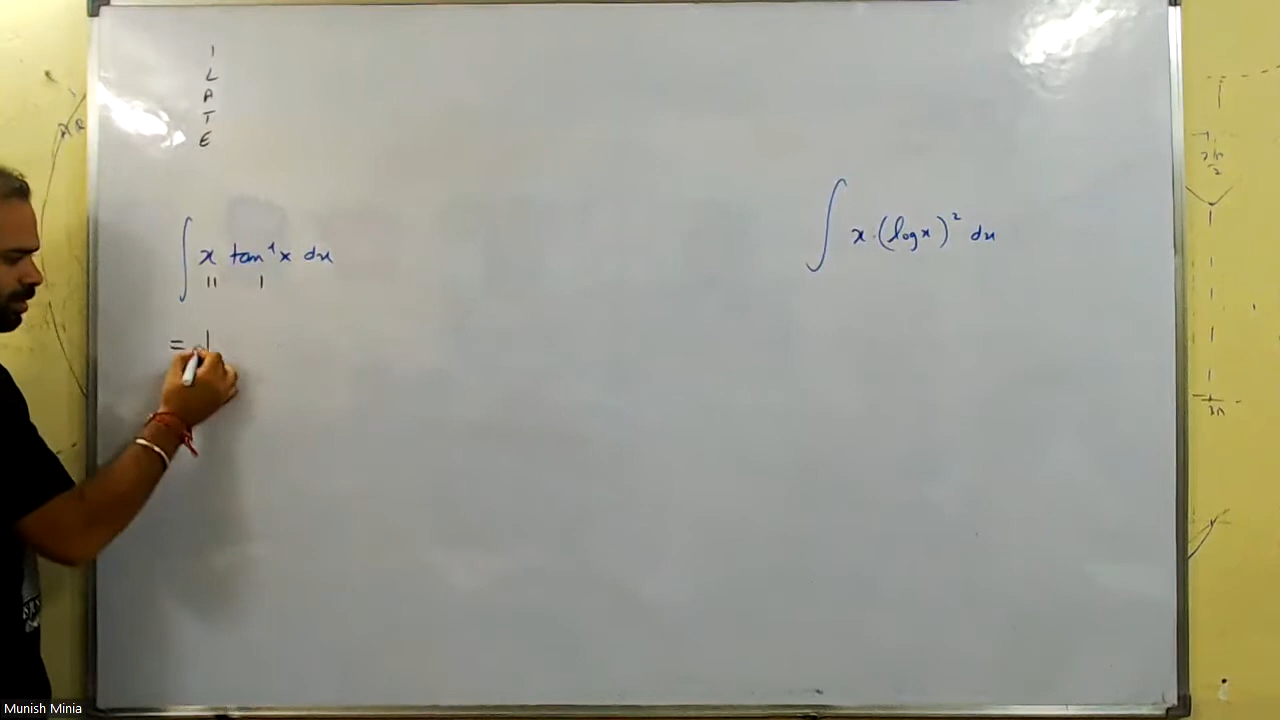 I
L
A
T
E
∫ x tan⁻¹x dx
II I
=
∫ x·(log x)² dx
Munish Minia